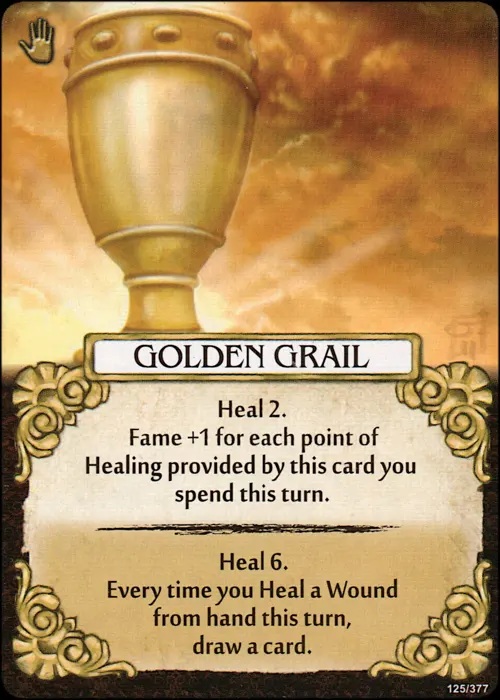 GOLDEN GRAIL
Heal 2.
Fame +1 for each point of
Healing provided by this card you
spend this turn.
Heal 6.
Every time you Heal a Wound
from hand this turn,
draw a card.
125/377